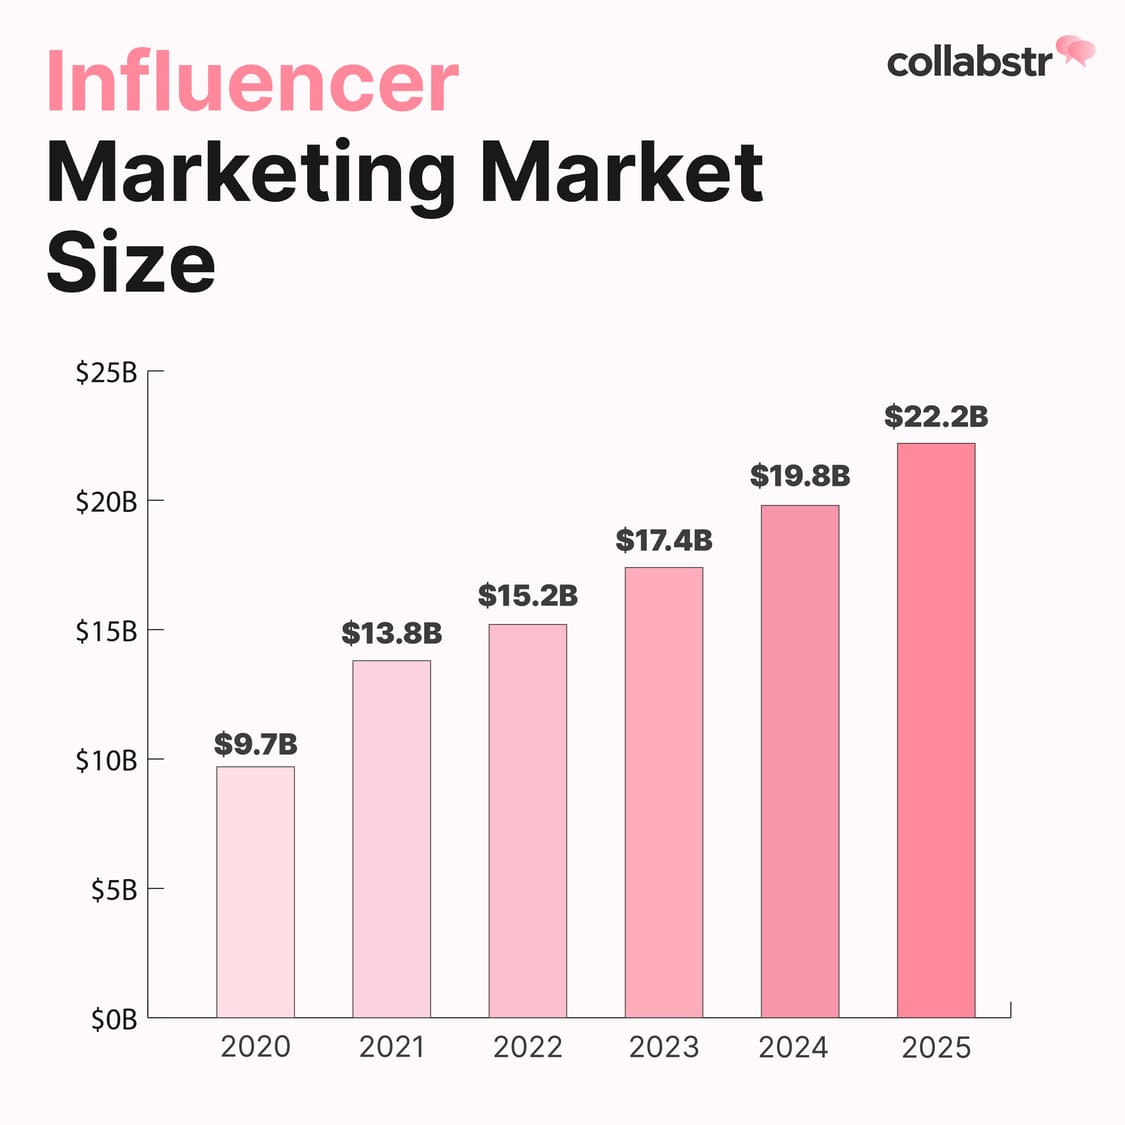 Influencer
Marketing Market
Size
collabstr
$25B
$20B
$15B
$10B
$5B
$0B
$9.7B
$13.8B
$15.2B
$17.4B
$19.8B
$22.2B
2020 2021 2022 2023 2024 2025